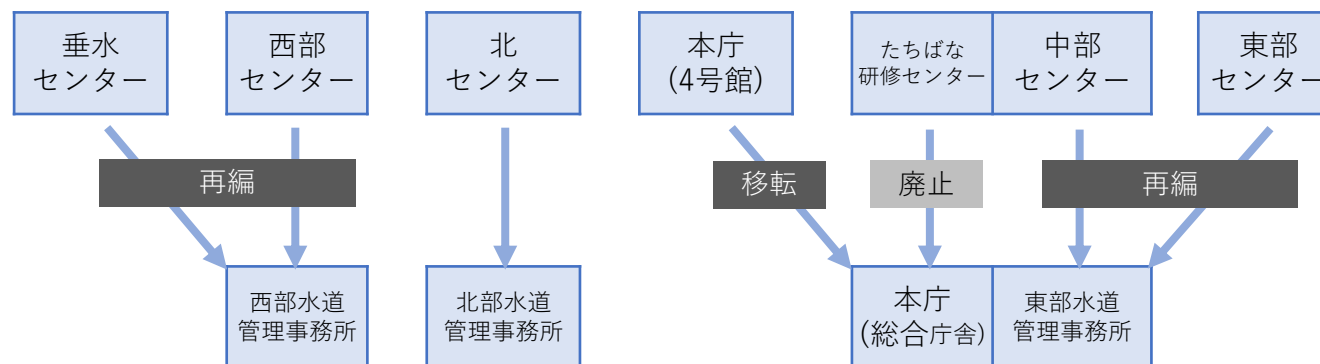 垂水
センター
西部
センター
北
センター
本庁
(4号館)
たちばな
研修センター
中部
センター
東部
センター
再編
移転
廃止
再編
西部水道
管理事務所
北部水道
管理事務所
本庁
(総合庁舎)
東部水道
管理事務所